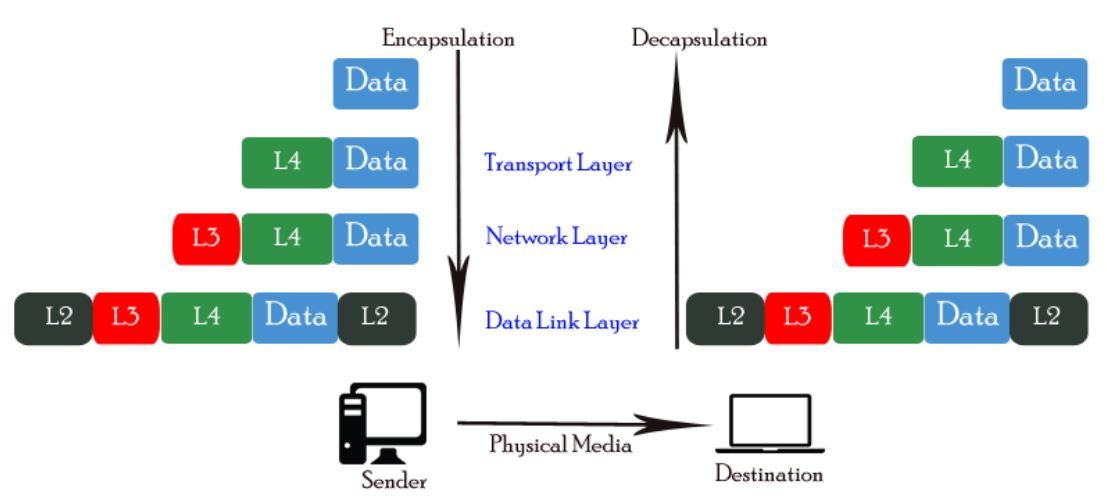 Encapsulation
Decapsulation
Data
Data
L4
Data
Transport Layer
L4
Data
L3
L4
Data
Network Layer
L3
L4
Data
L2
L3
L4
Data
L2
Data Link Layer
L2
L3
L4
Data
L2
Physical Media
Sender
Destination